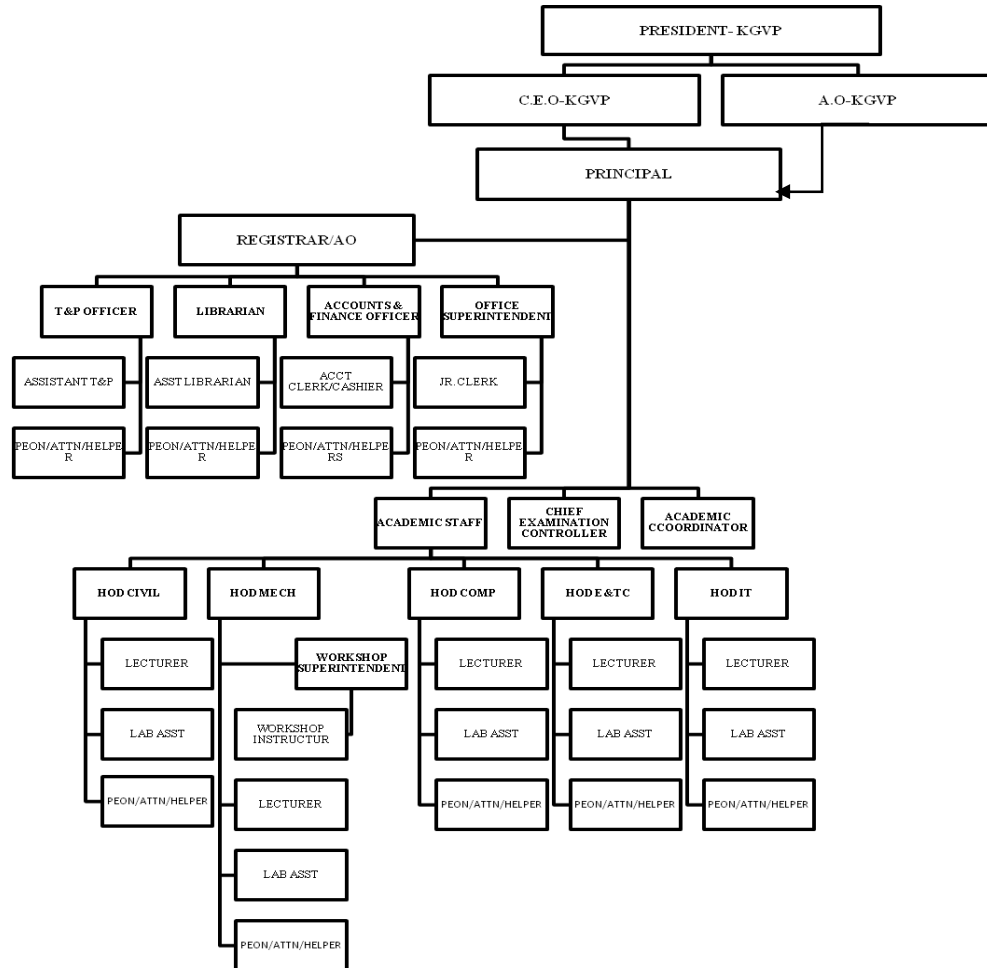 PRESIDENT- KGVP
C.E.O-KGVP
A.O-KGVP
PRINCIPAL
REGISTRAR/AO
T&P OFFICER
LIBRARIAN
ACCOUNTS &
FINANCE OFFICER
OFFICE
SUPERINTENDENT
ASSISTANT T&P
ASST LIBRARIAN
ACCT
CLERK/CASHIER
JR. CLERK
PEON/ATTN/HELPE
R
PEON/ATTN/HELPE
R
PEON/ATTN/HELPE
RS
PEON/ATTN/HELPE
R
ACADEMIC STAFF
CHIEF
EXAMINATION
CONTROLLER
ACADEMIC
CCOORDINATOR
HOD CIVIL
HOD MECH
HOD COMP
HOD E&TC
HOD IT
LECTURER
WORKSHOP
SUPERINTENDENT
LECTURER
LECTURER
LECTURER
LAB ASST
WORKSHOP
INSTRUCTUR
LAB ASST
LAB ASST
LAB ASST
PEON/ATTN/HELPER
LECTURER
PEON/ATTN/HELPER
PEON/ATTN/HELPER
PEON/ATTN/HELPER
LAB ASST
PEON/ATTN/HELPER